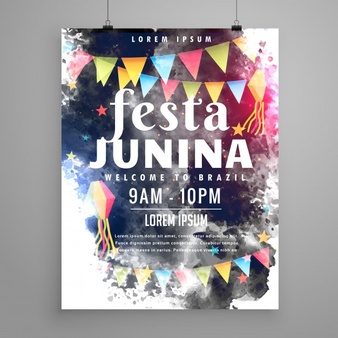 LOREM IPSUM
festa
JUNINA
WELCOME TO BRAZIL
9AM - 10PM
LOREM IPSUM